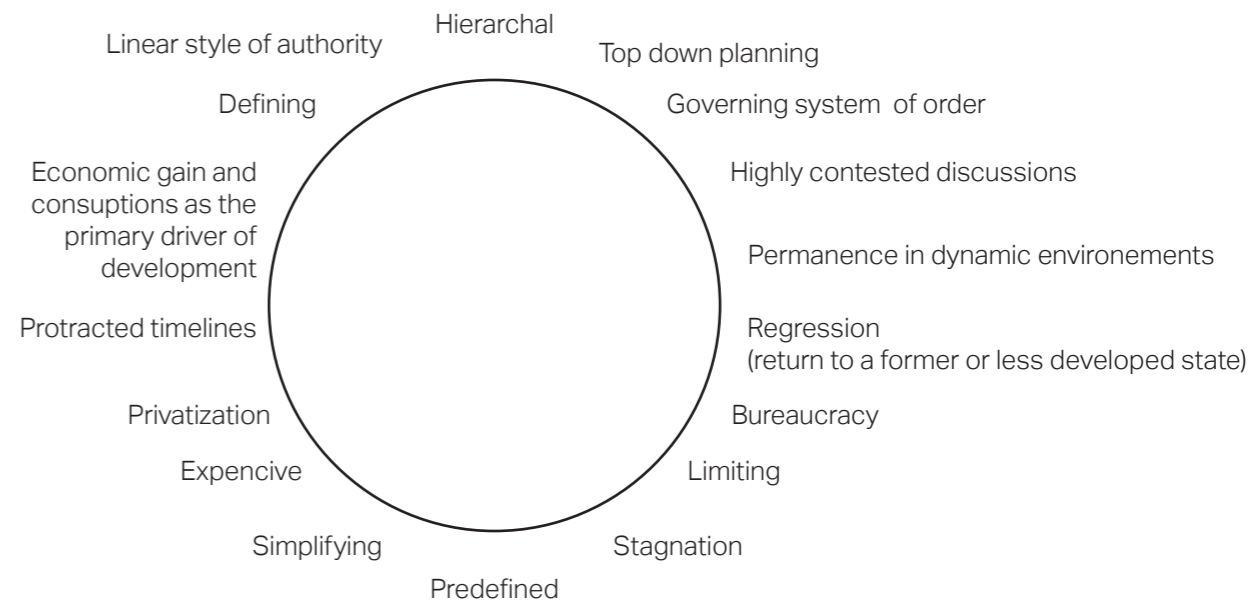 Hierarchal
Linear style of authority
Top down planning
Defining
Governing system of order
Economic gain and
consuptions as the
primary driver of
development
Highly contested discussions
Permanence in dynamic environements
Protracted timelines
Regression
(return to a former or less developed state)
Privatization
Bureaucracy
Expencive
Limiting
Simplifying
Stagnation
Predefined